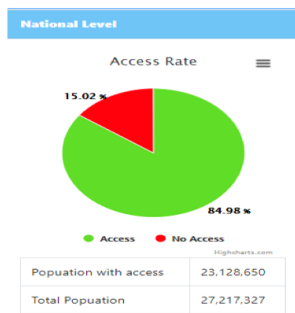 National Level
Access Rate
15.02 %
84.98 %
Access No Access
Highcharts.com
Popuation with access 23,128,650
Total Popuation 27,217,327